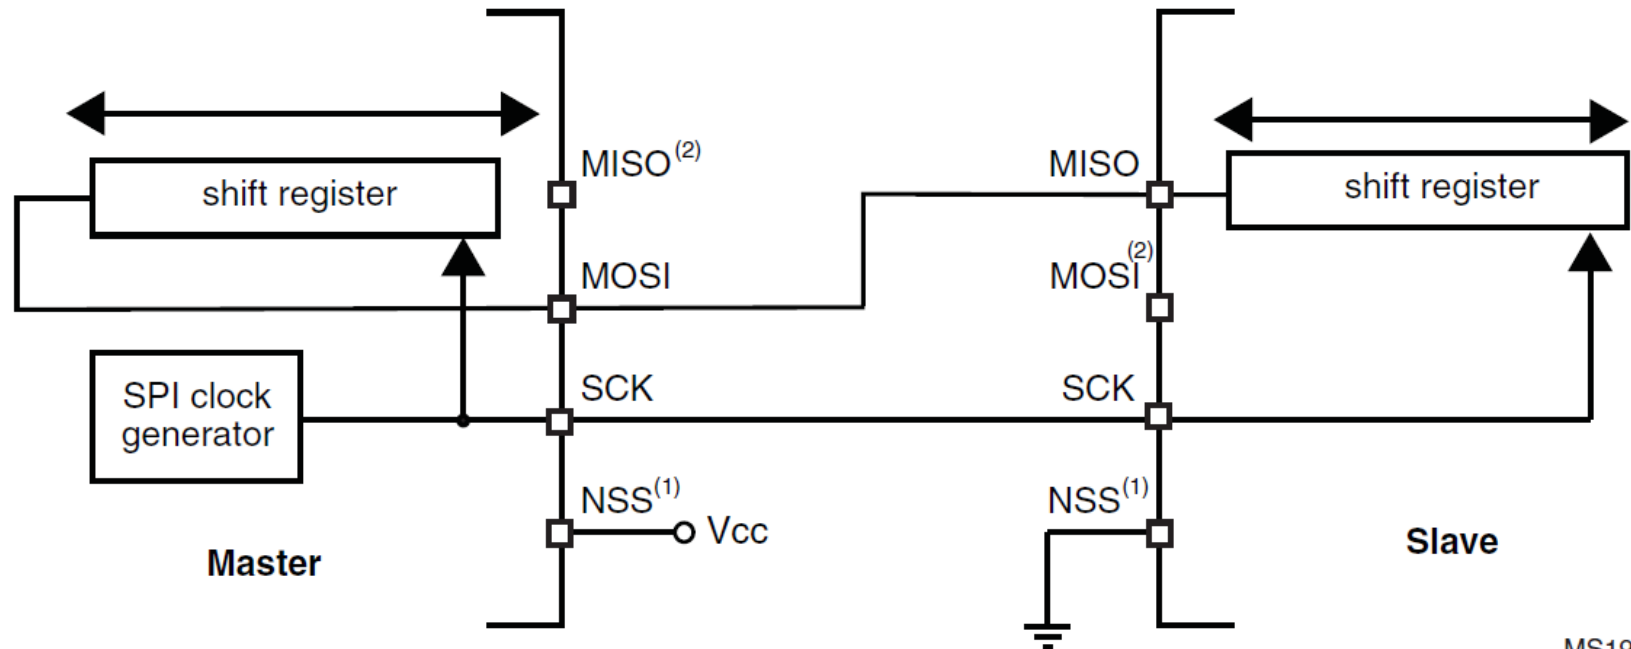 MISO(2)
MISO
shift register
shift register
MOSI
MOSI(2)
SPI clock
generator
SCK
SCK
NSS(1)
Vcc
NSS(1)
Master
Slave